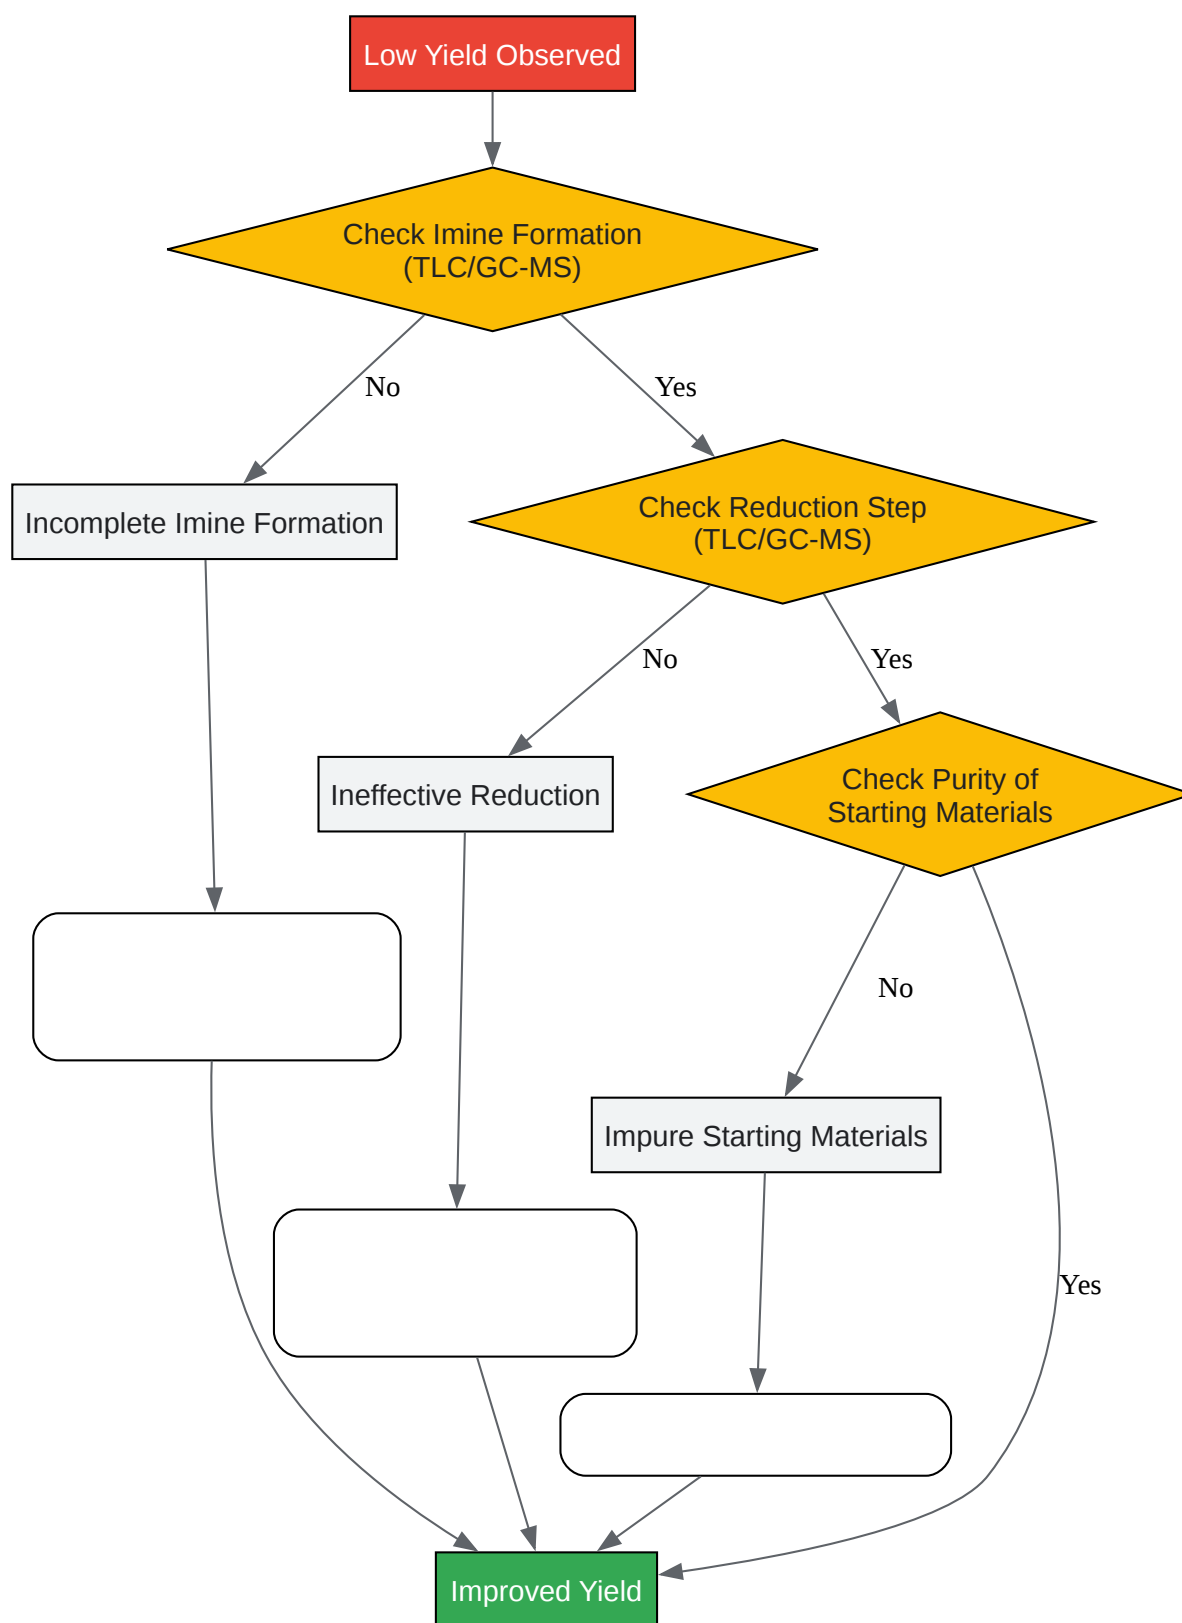 Low Yield Observed
Check Imine Formation
(TLC/GC-MS)
No
Yes
Incomplete Imine Formation
Check Reduction Step
(TLC/GC-MS)
No
Yes
Ineffective Reduction
Check Purity of
Starting Materials
No
Impure Starting Materials
Yes
Improved Yield